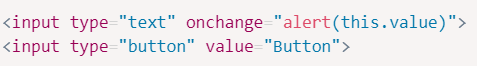 <input type="text" onchange="alert(this.value)">
<input type="button" value="Button">